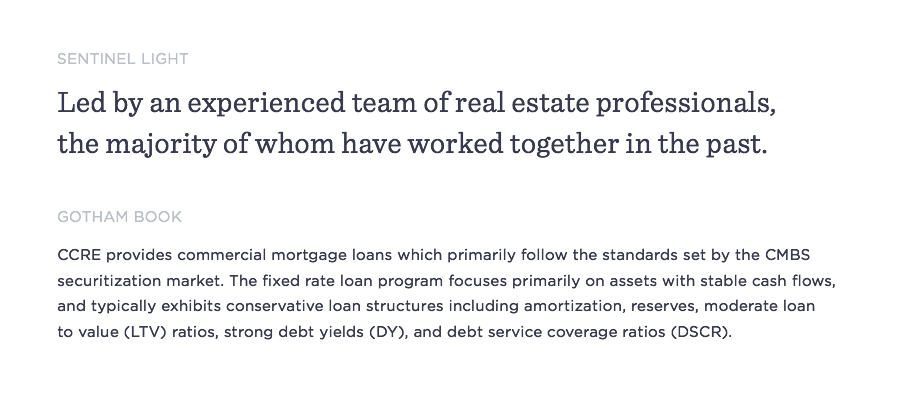 SENTINEL LIGHT
Led by an experienced team of real estate professionals,
the majority of whom have worked together in the past.
GOTHAM BOOK
CCRE provides commercial mortgage loans which primarily follow the standards set by the CMBS
securitization market. The fixed rate loan program focuses primarily on assets with stable cash flows,
and typically exhibits conservative loan structures including amortization, reserves, moderate loan
to value (LTV) ratios, strong debt yields (DY), and debt service coverage ratios (DSCR).